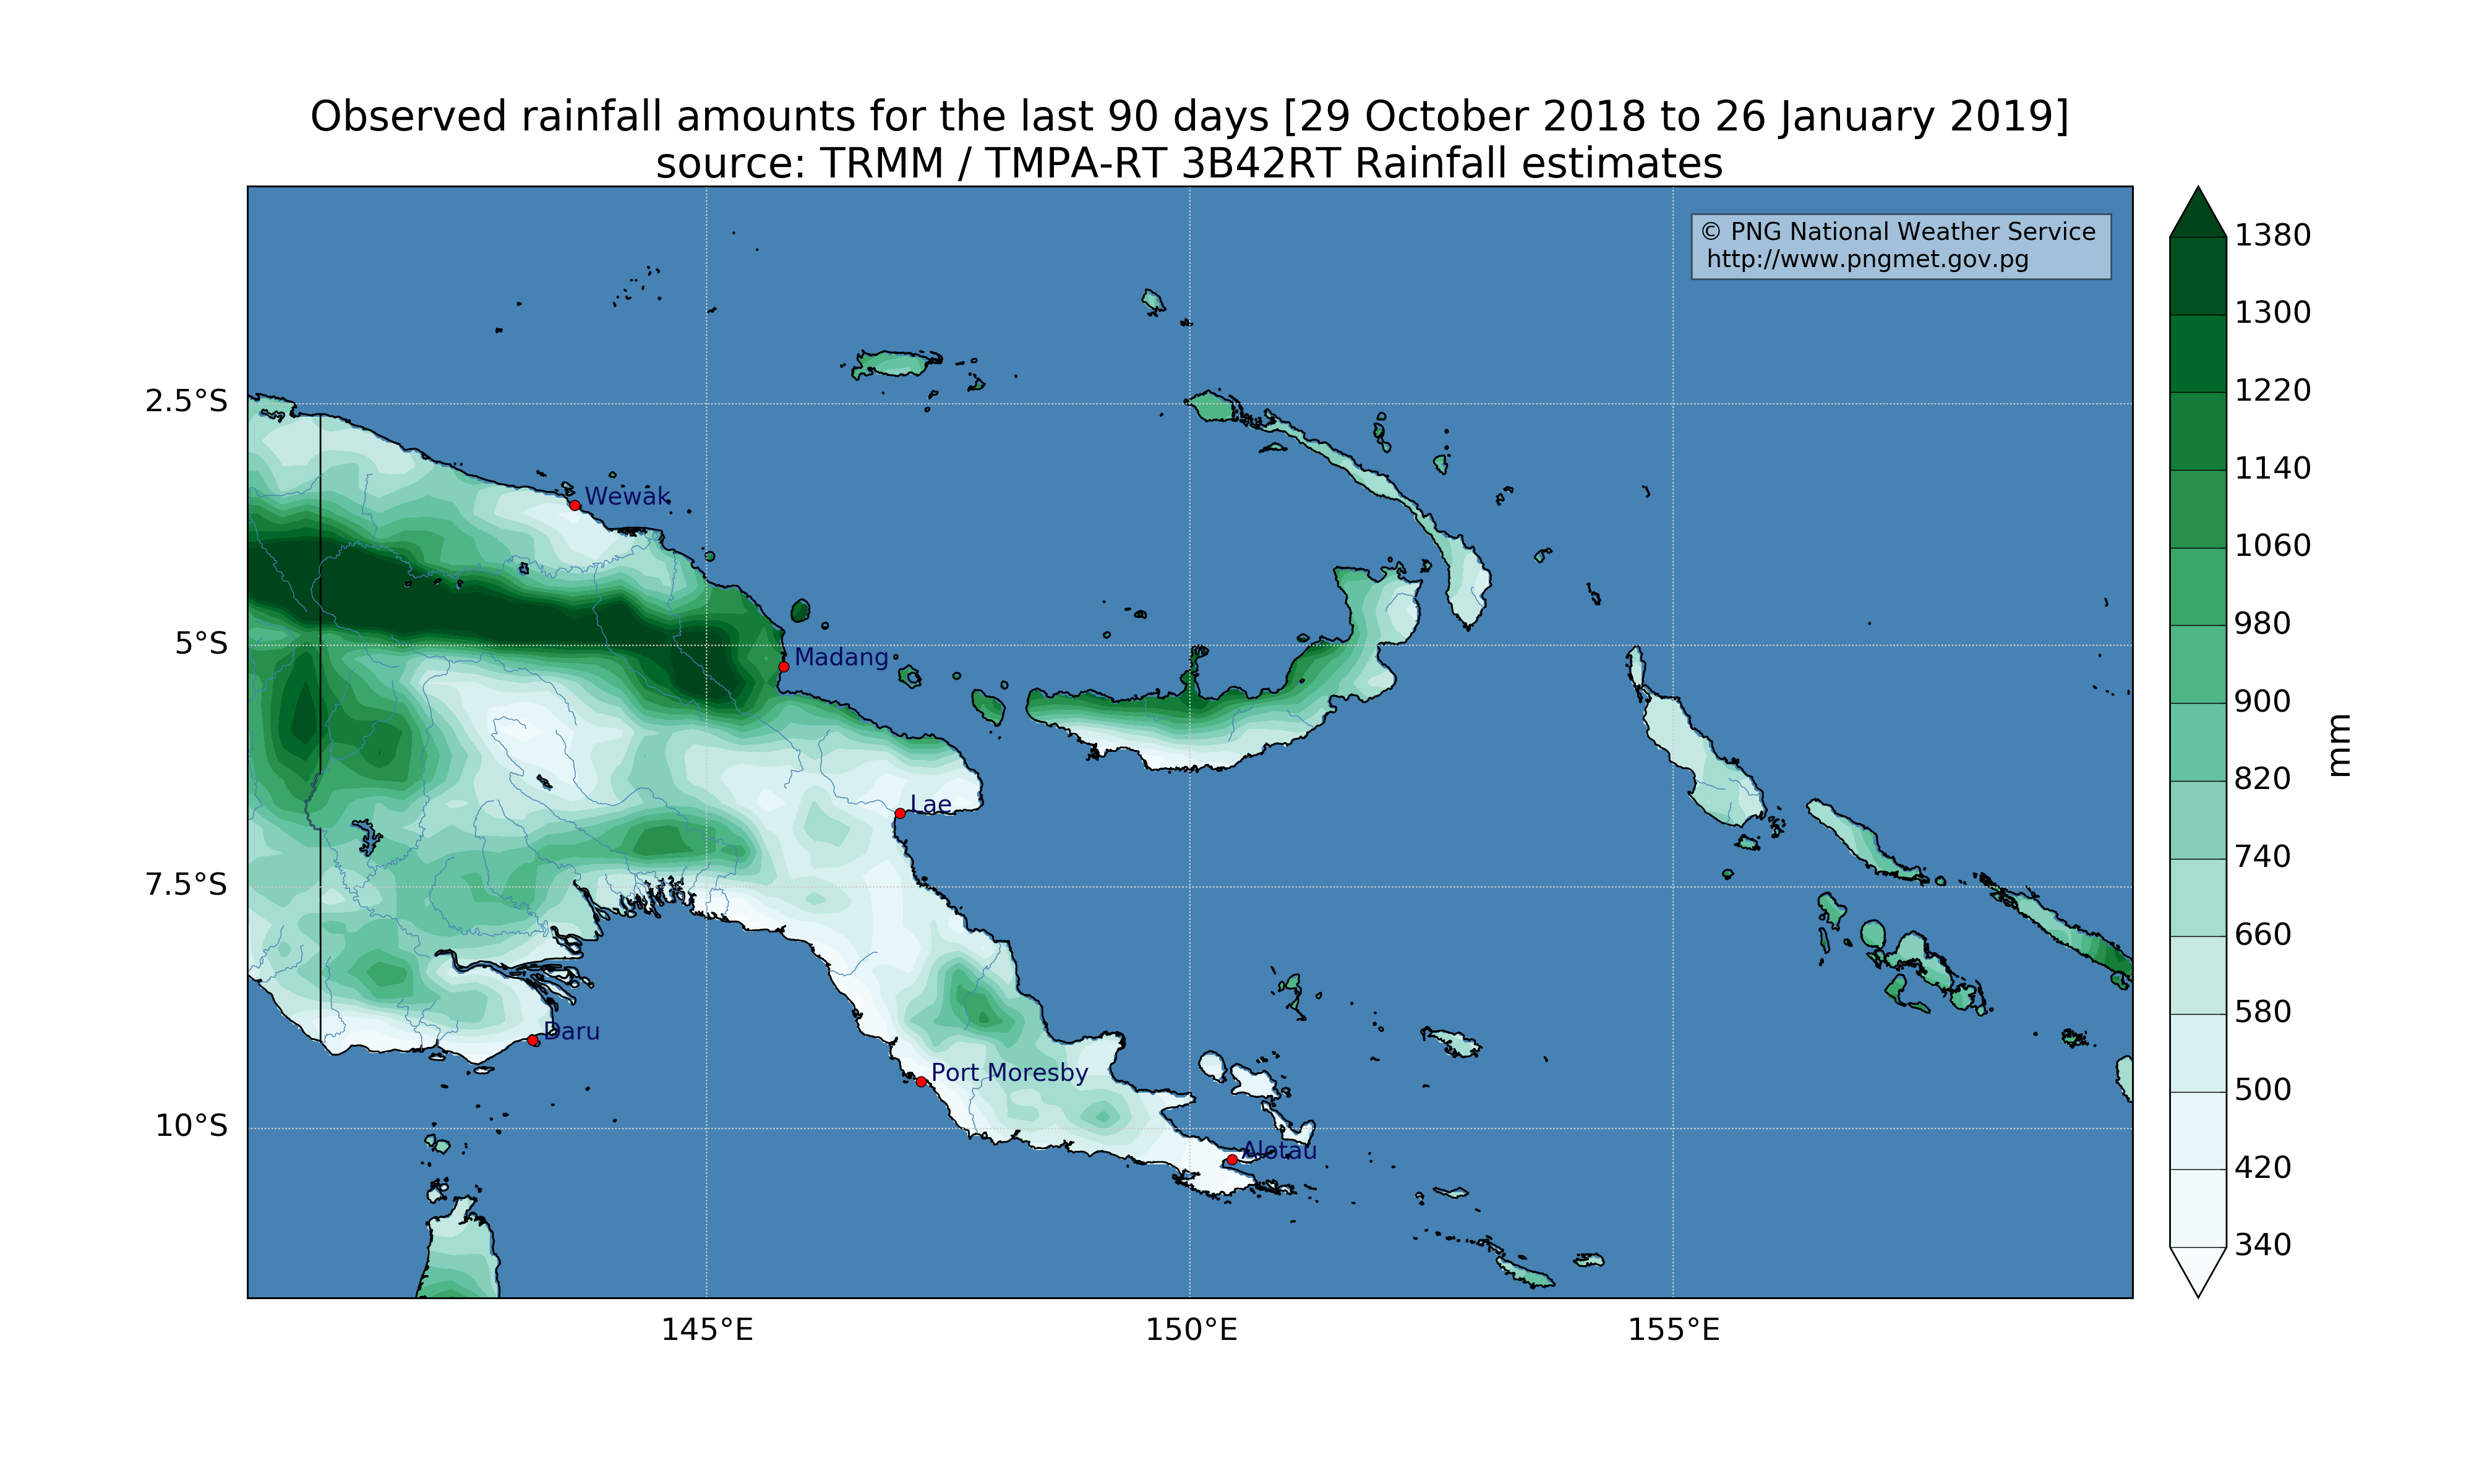 Observed rainfall amounts for the last 90 days [29 October 2018 to 26 January 2019]
source: TRMM / TMPA-RT 3B42RT Rainfall estimates
© PNG National Weather Service
http://www.pngmet.gov.pg
1380
1300
1220
1140
1060
980
900
820
740
660
580
500
420
340
mm
2.5°S
5°S
7.5°S
10°S
Wewak
Madang
Lae
Daru
Port Moresby
Alotau
145°E
150°E
155°E